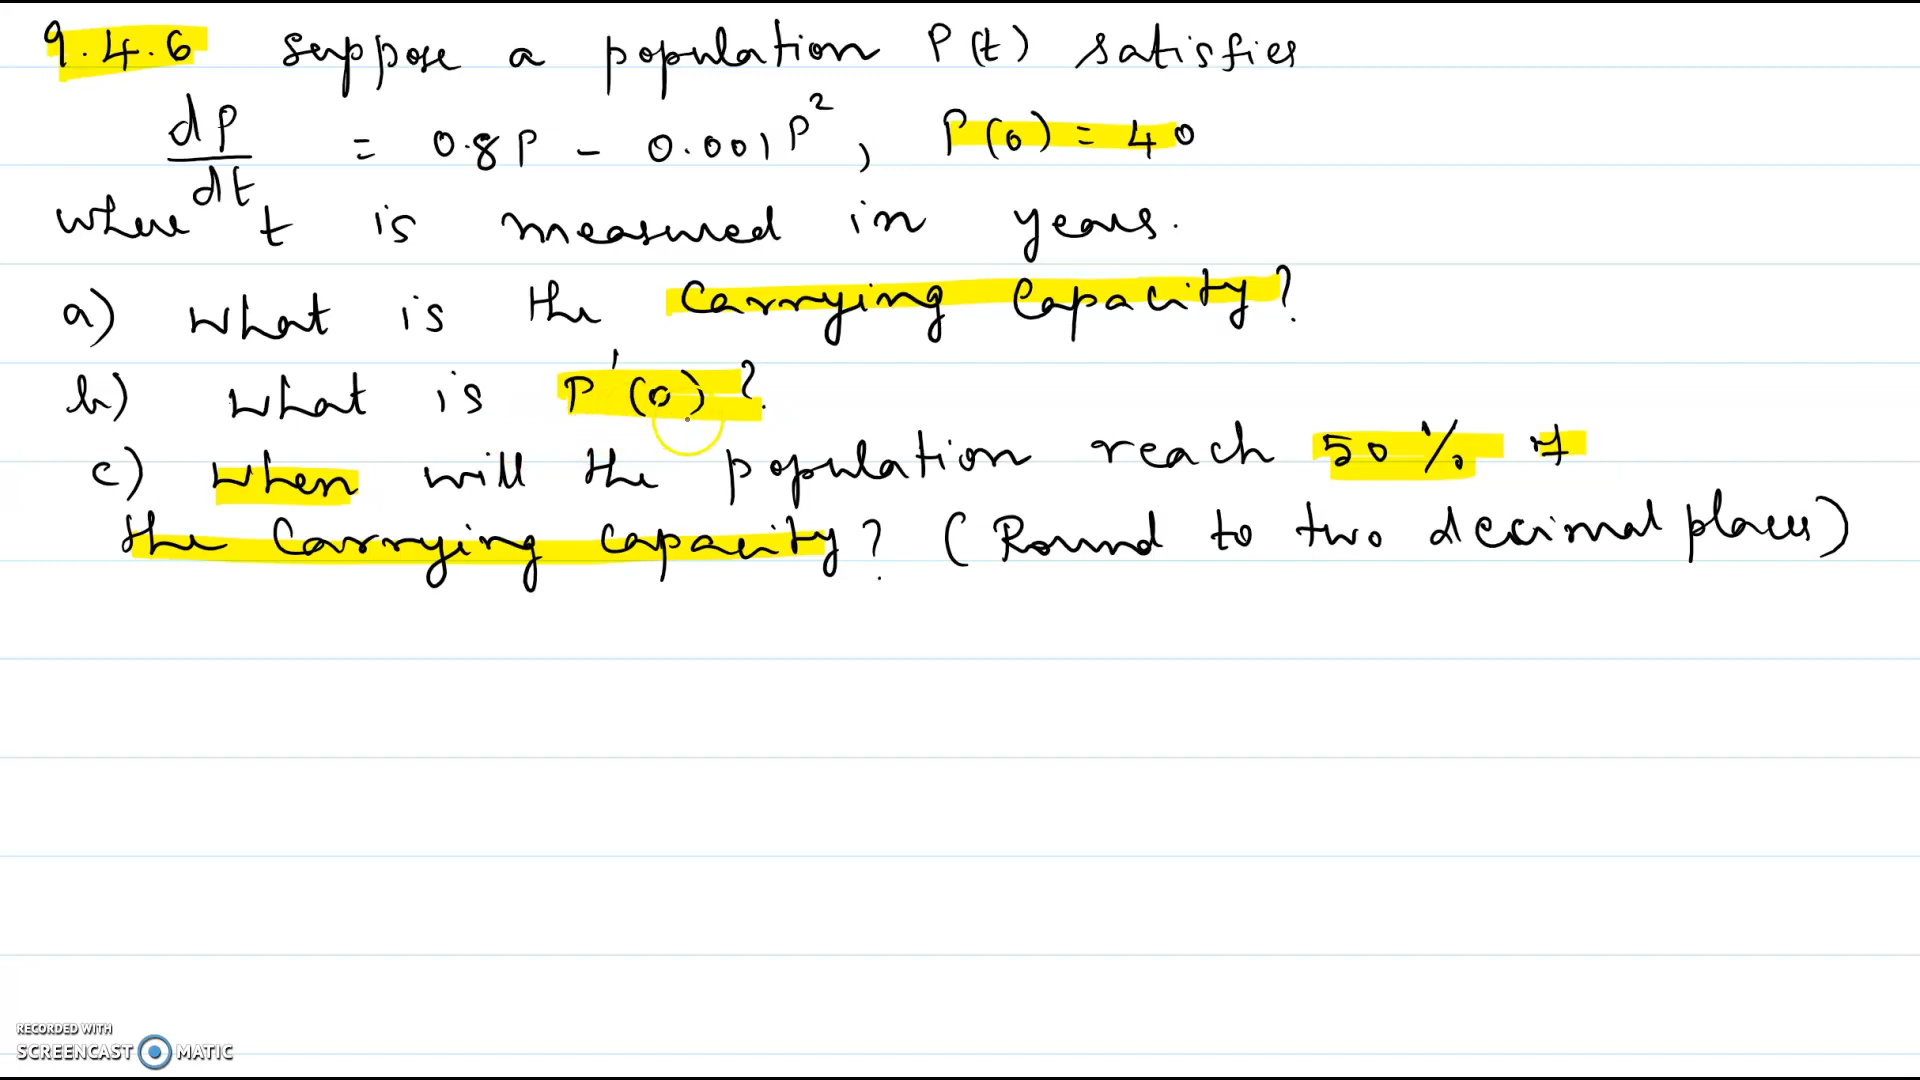 9.4.6 suppose a population P(t) satisfies
dP/dt = 0.8P - 0.001P², P(0) = 40
where t is measured in years.
a) what is the carrying capacity?
b) what is P'(0)?
c) when will the population reach 50% of
the carrying capacity? (Round to two decimal places)
RECORDED WITH
SCREENCAST MATIC